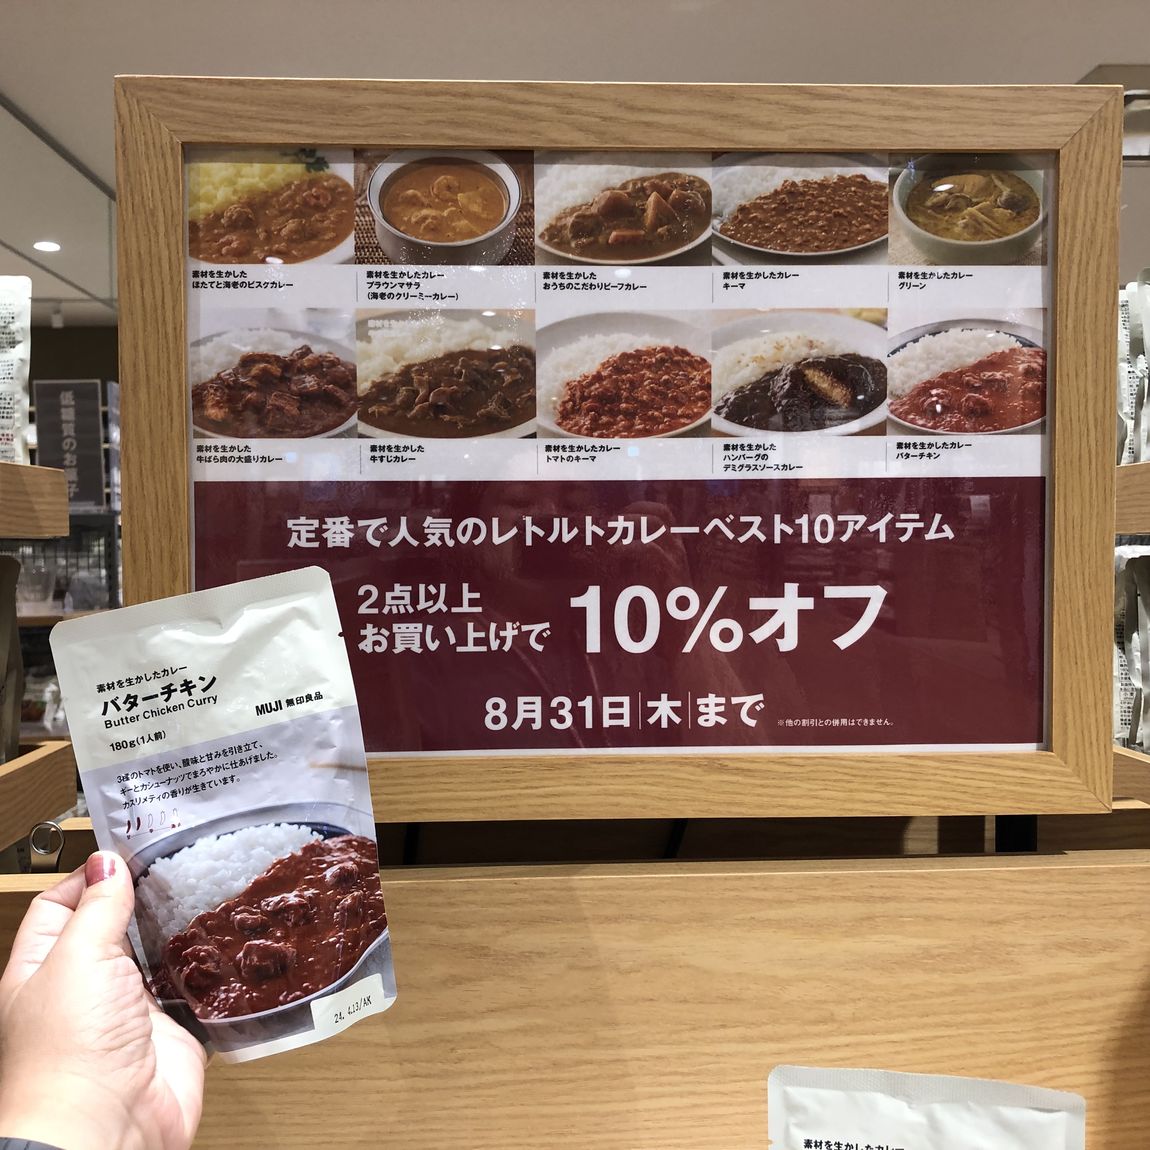 素材を生かした
ほたてと海老のビスクカレー
素材を生かしたカレー
ブラウンマサラ
(海老のクリーミーカレー)
素材を生かした
おうちのこだわりビーフカレー
素材を生かしたカレー
キーマ
素材を生かしたカレー
グリーン
素材を生かした
牛ばら肉の大盛りカレー
素材を生かした
牛すじカレー
素材を生かしたカレー
トマトのキーマ
素材を生かした
ハンバーグの
デミグラスソースカレー
素材を生かしたカレー
バターチキン
定番で人気のレトルトカレーベスト10アイテム
2点以上
お買い上げで 10%オフ
8月31日|木|まで
※他の割引との併用はできません。
素材を生かしたカレー
バターチキン
Butter Chicken Curry
MUJI 無印良品
180g(1人前)
3種のトマトを使い、酸味と甘みを引き立て、
ギーとカシューナッツでまろやかに仕あげました。
カスリメティの香りが生きています。
24. 4.13/AK
低糖質のお菓子
素材を生かしたカレー